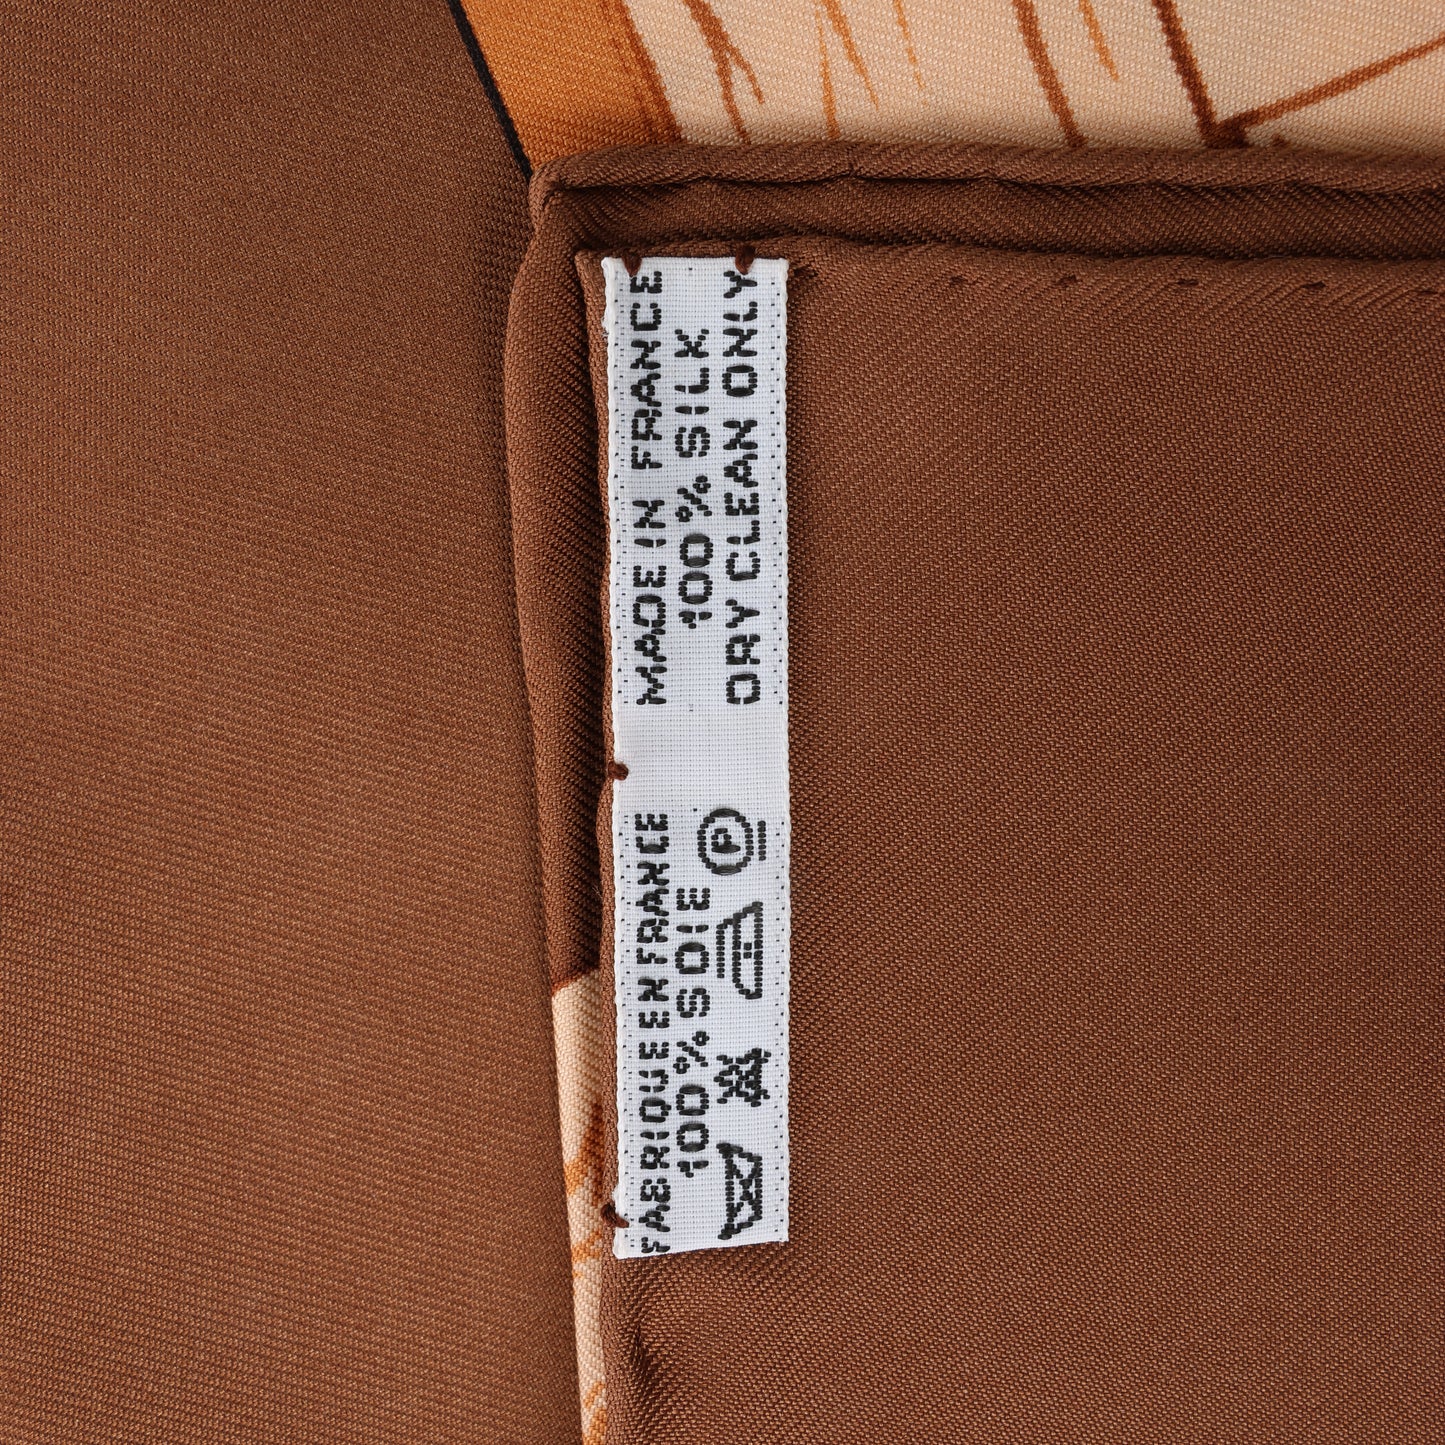 FABRIQUE EN FRANCE
100% SOIE
P
MADE IN FRANCE
100% SILK
DRY CLEAN ONLY